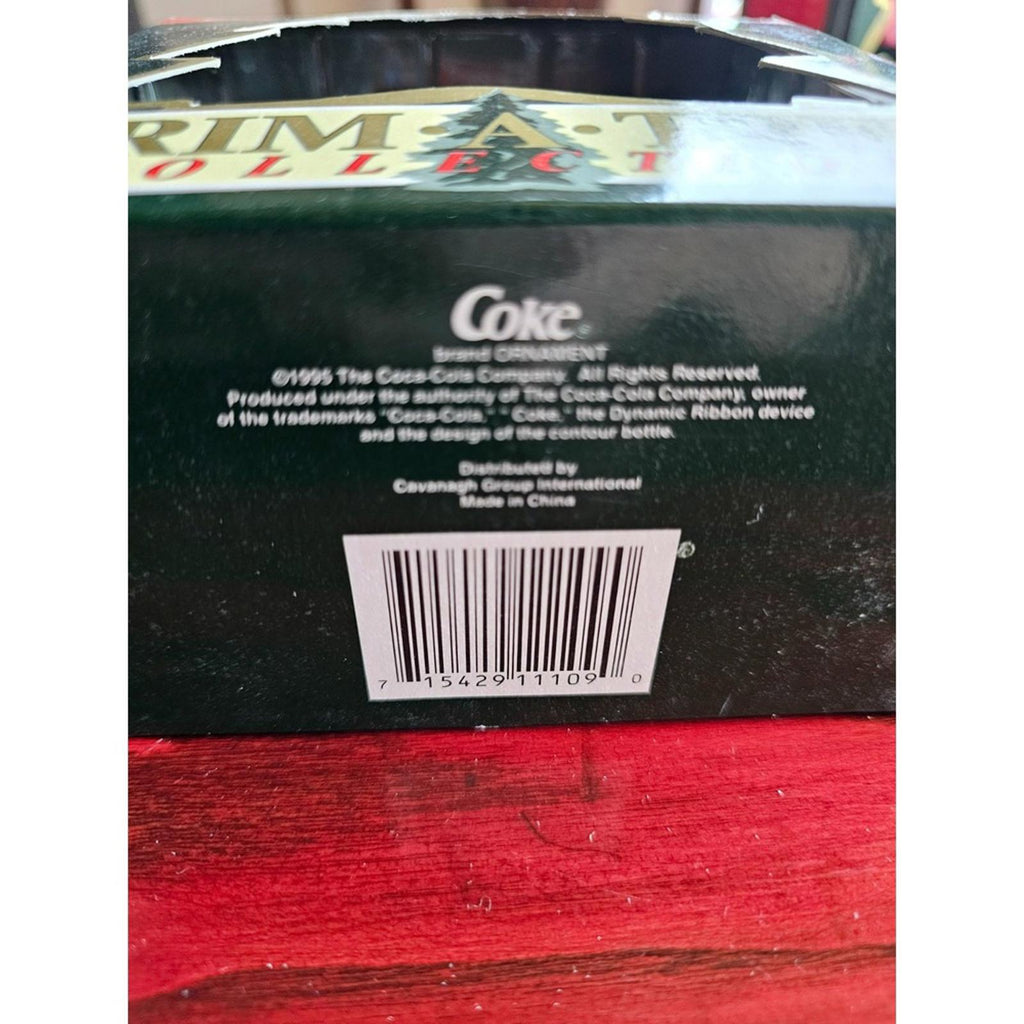 RIM · A · T
OLLECT
Coke
brand ORNAMENT
©1995 The Coca-Cola Company. All Rights Reserved.
Produced under the authority of The Coca-Cola Company, owner
of the trademarks "Coca-Cola," "Coke," the Dynamic Ribbon device
and the design of the contour bottle.
Distributed by
Cavanagh Group International
Made in China
®
7 15429 11109 0